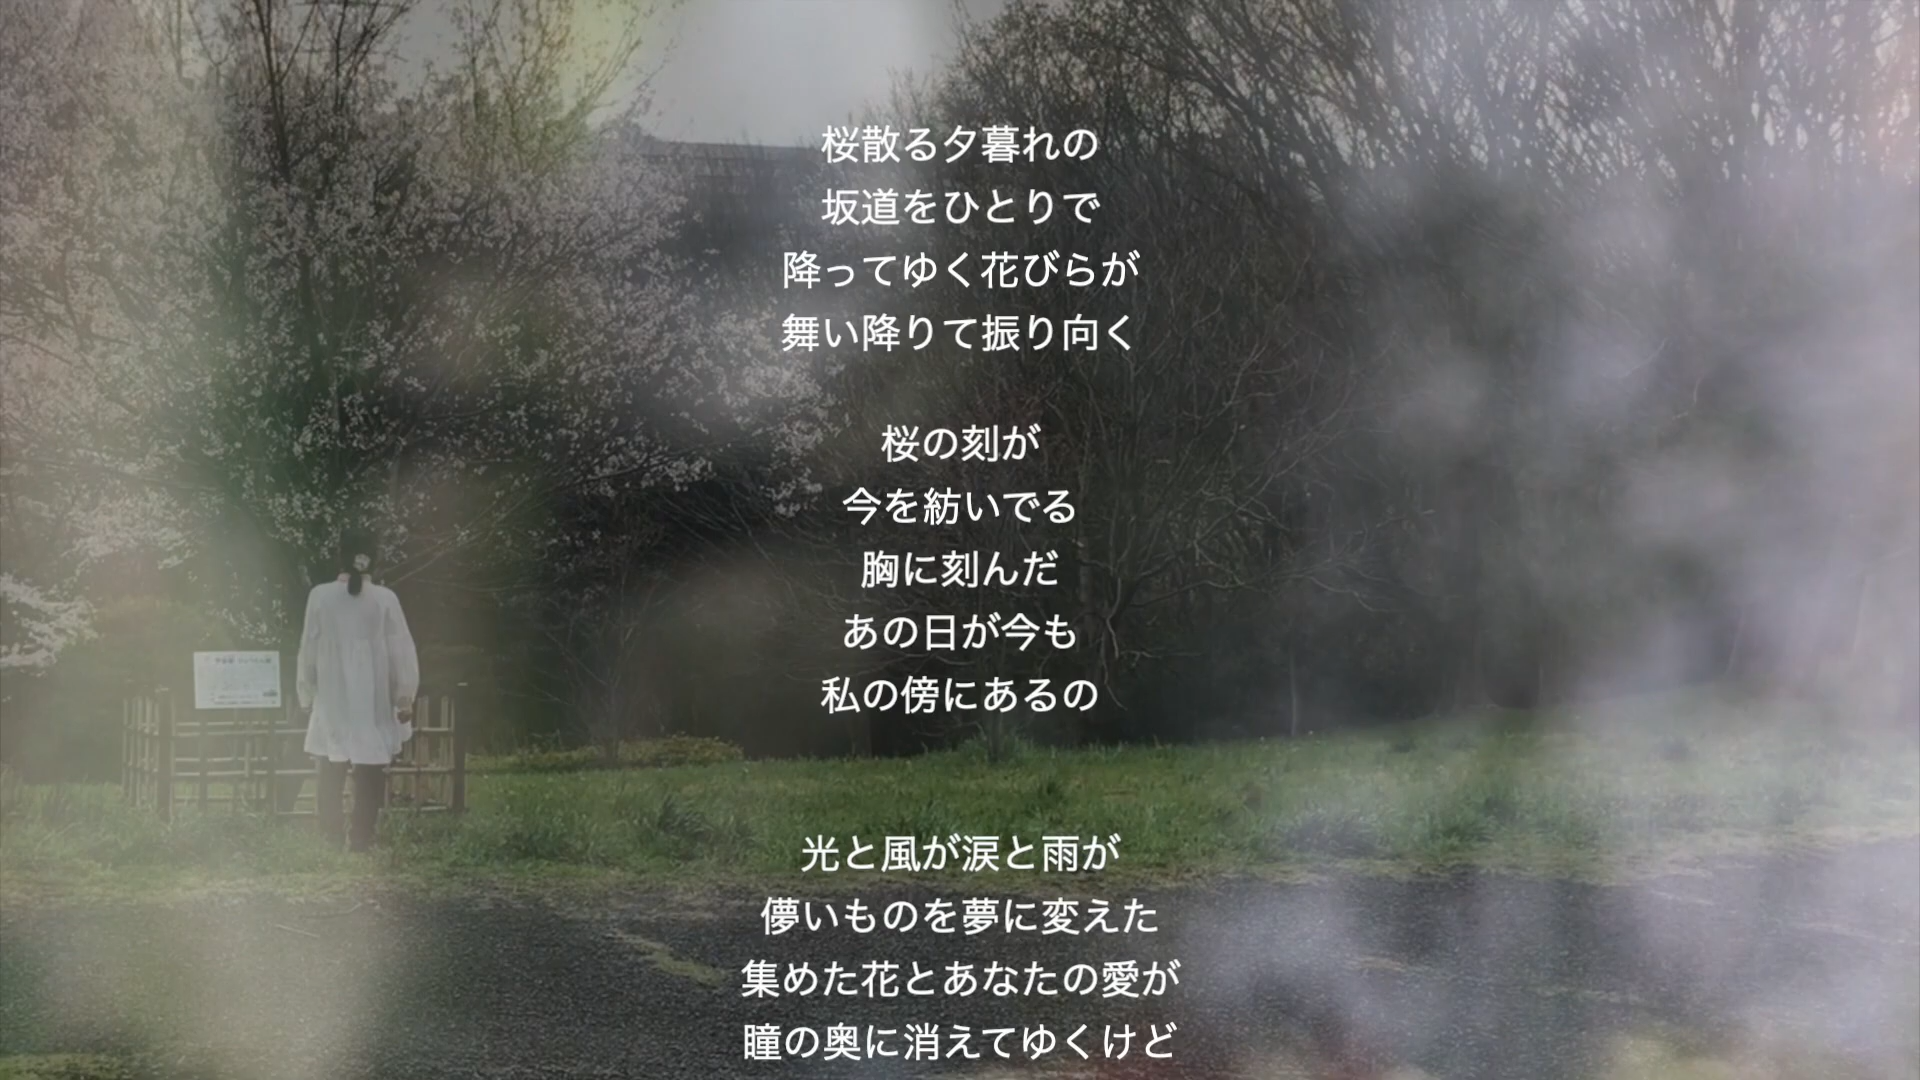 桜散る夕暮れの
坂道をひとりで
降ってゆく花びらが
舞い降りて振り向く
桜の刻が
今を紡いでる
胸に刻んだ
あの日が今も
私の傍にあるの
光と風が涙と雨が
儚いものを夢に変えた
集めた花とあなたの愛が
瞳の奥に消えてゆくけど